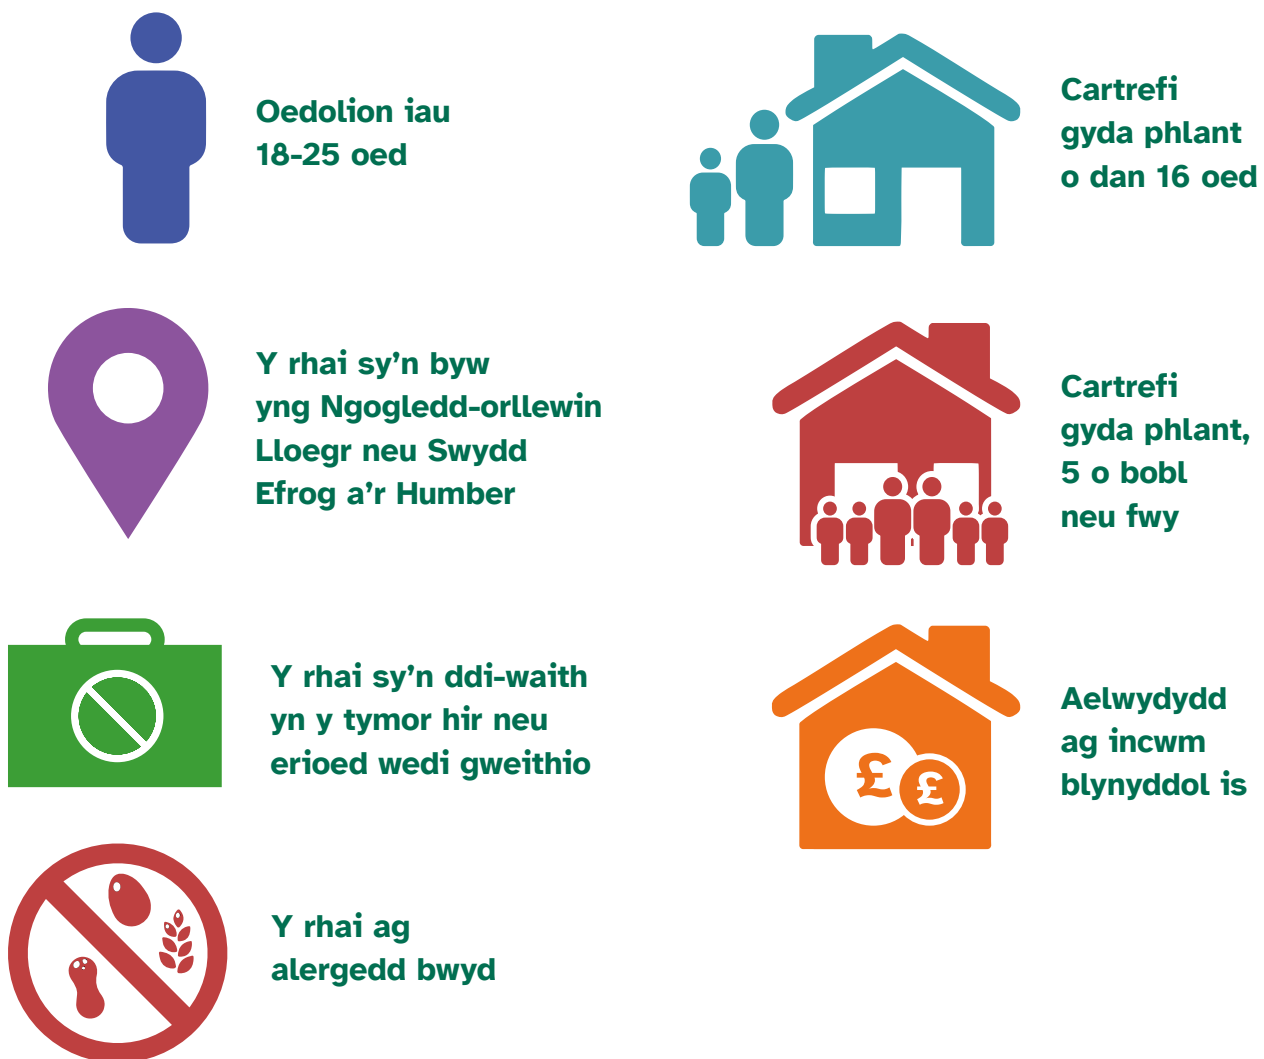 Oedolion iau
18-25 oed
Cartrefi
gyda phlant
o dan 16 oed
Y rhai sy’n byw
yng Ngogledd-orllewin
Lloegr neu Swydd
Efrog a’r Humber
Cartrefi
gyda phlant,
5 o bobl
neu fwy
Y rhai sy’n ddi-waith
yn y tymor hir neu
erioed wedi gweithio
Aelwydydd
ag incwm
blynyddol is
£ £
Y rhai ag
alergedd bwyd